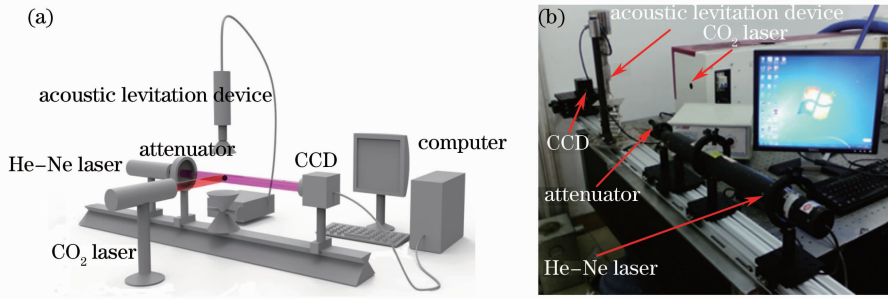 (a)
acoustic levitation device
attenuator
He–Ne laser
CCD
computer
CO₂ laser
(b)
acoustic levitation device
CO₂ laser
CCD
attenuator
He–Ne laser